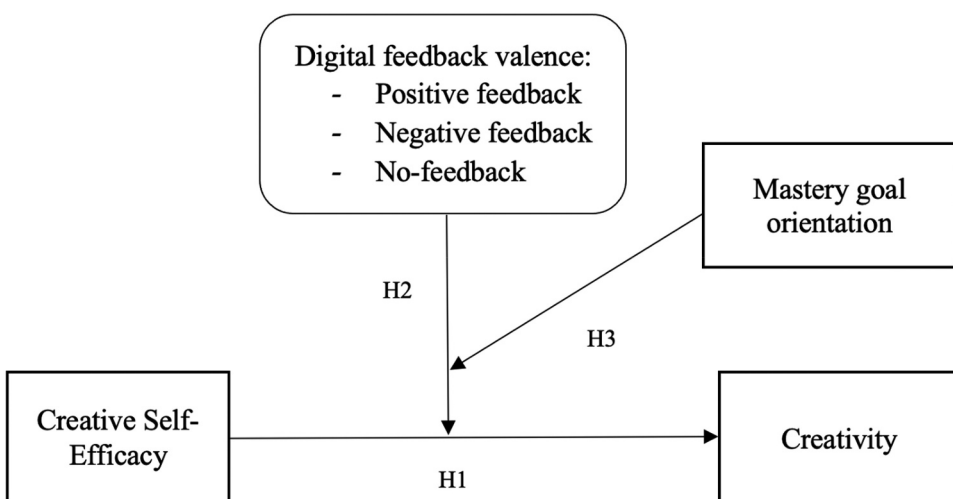 Digital feedback valence:
- Positive feedback
- Negative feedback
- No-feedback
Mastery goal
orientation
H2
H3
Creative Self-
Efficacy
Creativity
H1